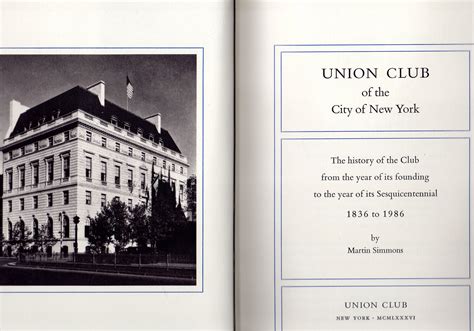 UNION CLUB
of the
City of New York
The history of the Club
from the year of its founding
to the year of its Sesquicentennial
1836 to 1986
by
Martin Simmons
UNION CLUB
NEW YORK · MCMLXXXVI